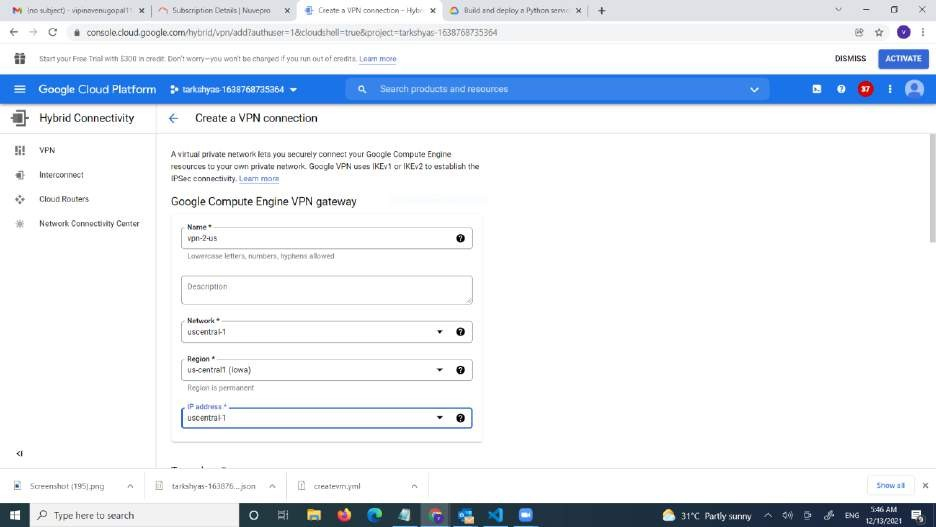 (no subject) - vipinavenugopal11
Subscription Details | Nuvepro
Create a VPN connection – Hybri
Build and deploy a Python servic
console.cloud.google.com/hybrid/vpn/add?authuser=1&cloudshell=true&project=tarkshyas-1638768735364
Start your Free Trial with $300 in credit. Don't worry—you won't be charged if you run out of credits. Learn more
DISMISS
ACTIVATE
Google Cloud Platform
tarkshyas-1638768735364
Search products and resources
37
Hybrid Connectivity
Create a VPN connection
VPN
Interconnect
Cloud Routers
Network Connectivity Center
A virtual private network lets you securely connect your Google Compute Engine
resources to your own private network. Google VPN uses IKEv1 or IKEv2 to establish the
IPSec connectivity. Learn more
Google Compute Engine VPN gateway
Name *
vpn-2-us
Lowercase letters, numbers, hyphens allowed
Description
Network *
uscentral-1
Region *
us-central1 (Iowa)
Region is permanent
IP address *
uscentral-1
Screenshot (195).png
tarkshyas-163876....json
createvm.yml
Show all
Type here to search
31°C Partly sunny
ENG
5:46 AM
12/13/2021